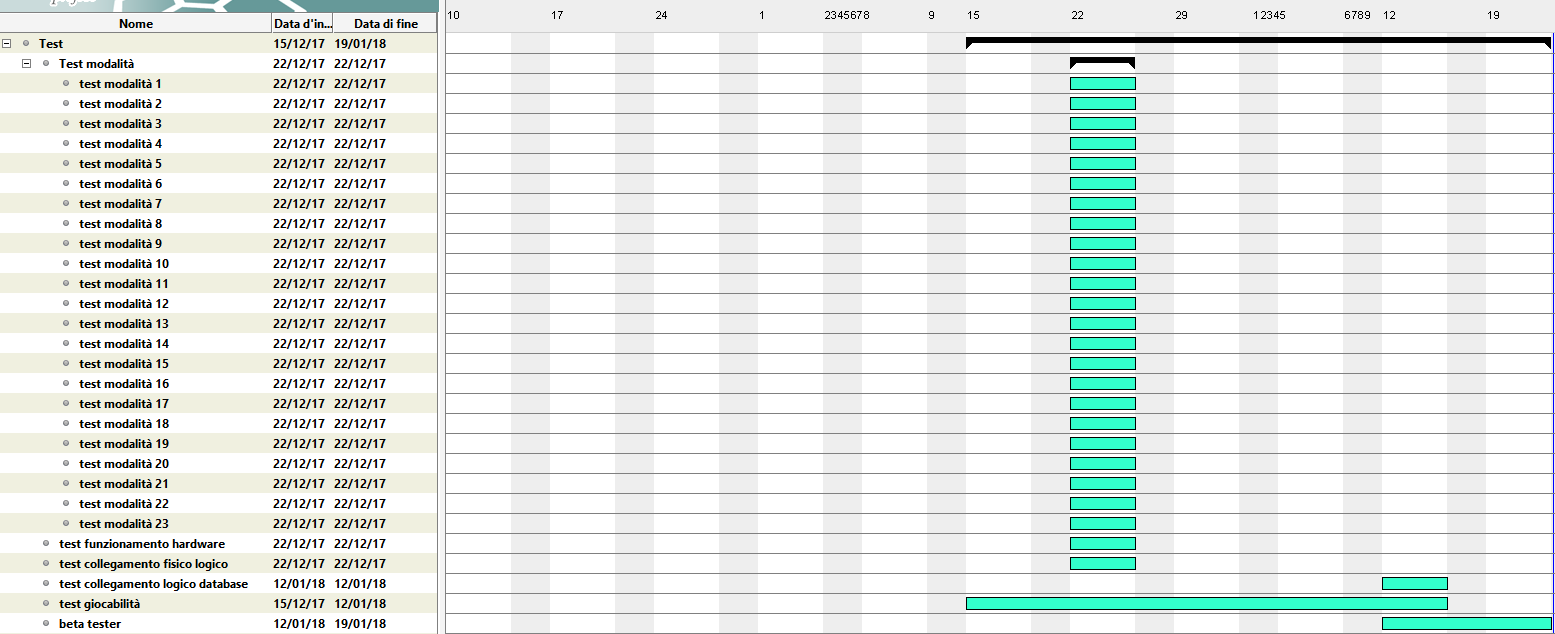 Nome Data d'in... Data di fine 10 17 24 1 2345678 9 15 22 29 12345 6789 12 19
Test 15/12/17 19/01/18
Test modalità 22/12/17 22/12/17
test modalità 1 22/12/17 22/12/17
test modalità 2 22/12/17 22/12/17
test modalità 3 22/12/17 22/12/17
test modalità 4 22/12/17 22/12/17
test modalità 5 22/12/17 22/12/17
test modalità 6 22/12/17 22/12/17
test modalità 7 22/12/17 22/12/17
test modalità 8 22/12/17 22/12/17
test modalità 9 22/12/17 22/12/17
test modalità 10 22/12/17 22/12/17
test modalità 11 22/12/17 22/12/17
test modalità 12 22/12/17 22/12/17
test modalità 13 22/12/17 22/12/17
test modalità 14 22/12/17 22/12/17
test modalità 15 22/12/17 22/12/17
test modalità 16 22/12/17 22/12/17
test modalità 17 22/12/17 22/12/17
test modalità 18 22/12/17 22/12/17
test modalità 19 22/12/17 22/12/17
test modalità 20 22/12/17 22/12/17
test modalità 21 22/12/17 22/12/17
test modalità 22 22/12/17 22/12/17
test modalità 23 22/12/17 22/12/17
test funzionamento hardware 22/12/17 22/12/17
test collegamento fisico logico 22/12/17 22/12/17
test collegamento logico database 12/01/18 12/01/18
test giocabilità 15/12/17 12/01/18
beta tester 12/01/18 19/01/18